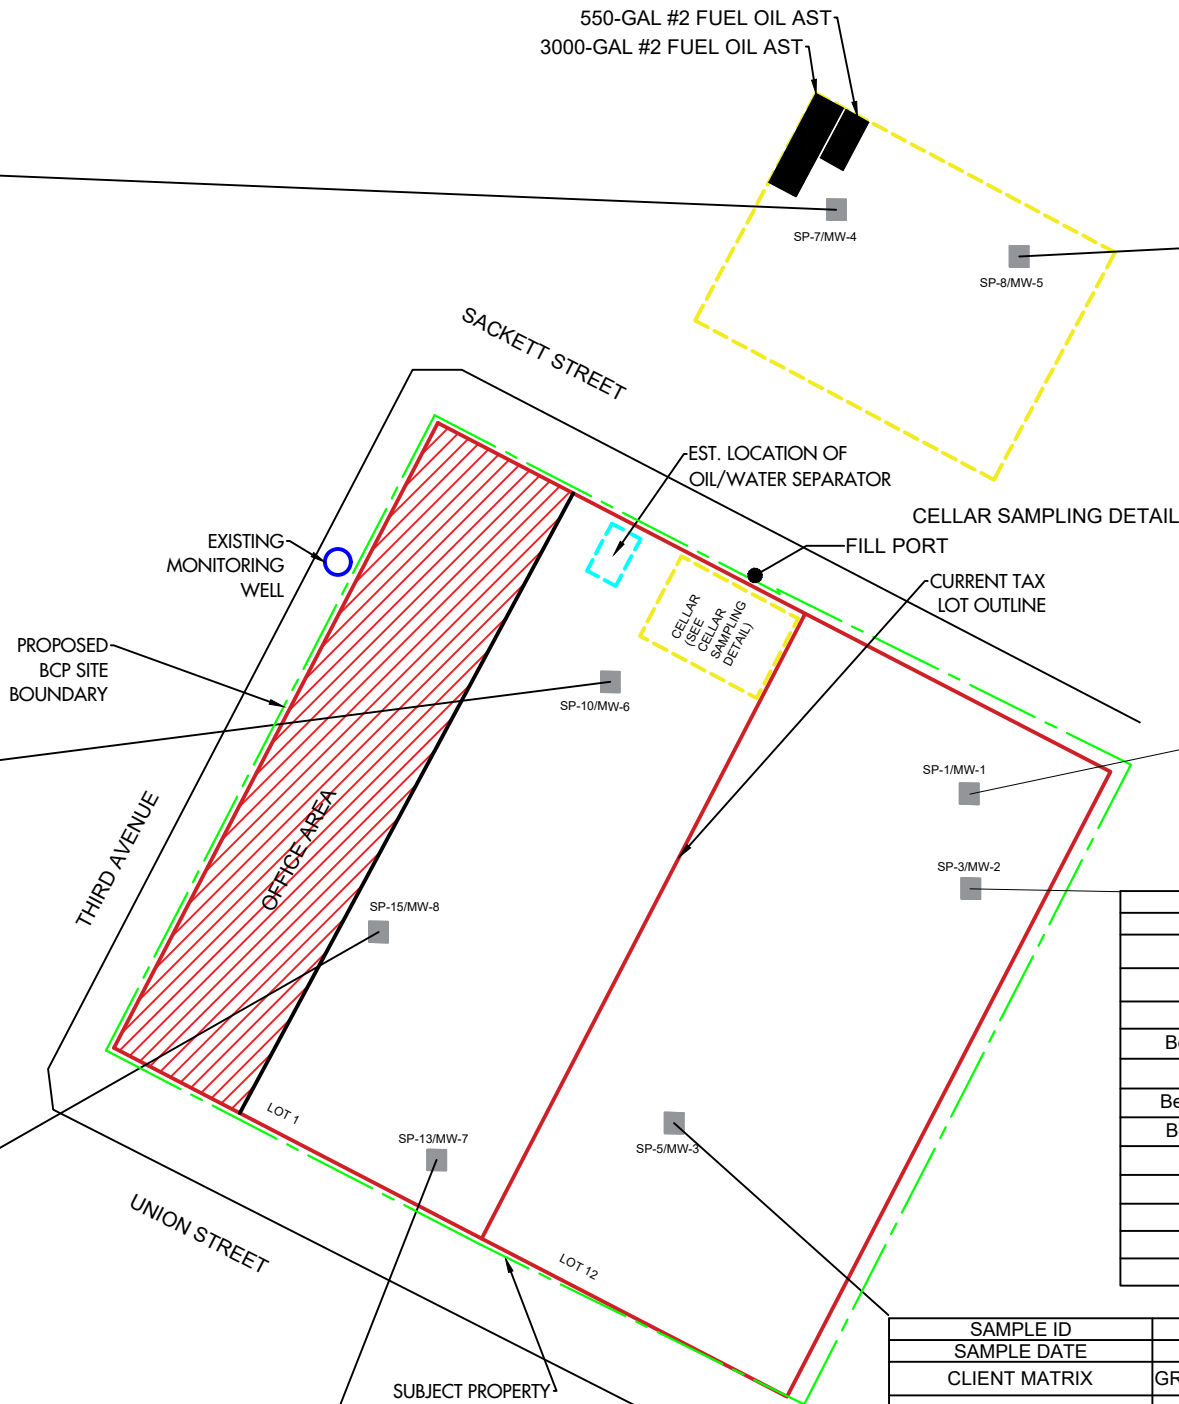 550-GAL #2 FUEL OIL AST
3000-GAL #2 FUEL OIL AST
SP-7/MW-4
SP-8/MW-5
SACKETT STREET
EST. LOCATION OF
OIL/WATER SEPARATOR
CELLAR SAMPLING DETAIL
EXISTING
MONITORING
WELL
FILL PORT
CURRENT TAX
LOT OUTLINE
CELLAR
(SEE
CELLAR
SAMPLING
DETAIL)
PROPOSED
BCP SITE
BOUNDARY
SP-10/MW-6
SP-1/MW-1
THIRD AVENUE
OFFICE AREA
SP-3/MW-2
SP-15/MW-8
LOT 1
SP-13/MW-7
SP-5/MW-3
UNION STREET
LOT 12
SUBJECT PROPERTY
SAMPLE ID
SAMPLE DATE
CLIENT MATRIX